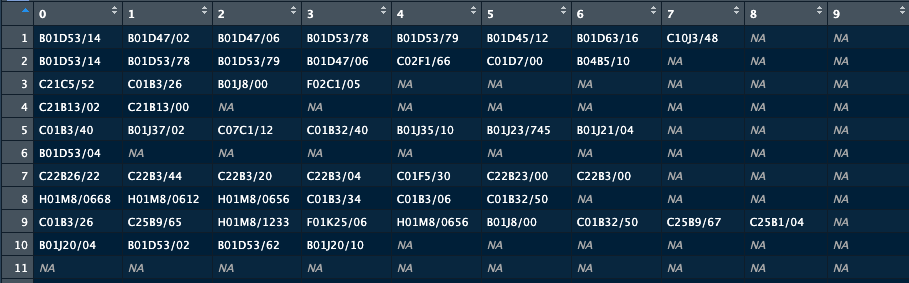 0 1 2 3 4 5 6 7 8 9
1 B01D53/14 B01D47/02 B01D47/06 B01D53/78 B01D53/79 B01D45/12 B01D63/16 C10J3/48 NA NA
2 B01D53/14 B01D53/78 B01D53/79 B01D47/06 C02F1/66 C01D7/00 B04B5/10 NA NA NA
3 C21C5/52 C01B3/26 B01J8/00 F02C1/05 NA NA NA NA NA NA
4 C21B13/02 C21B13/00 NA NA NA NA NA NA NA NA
5 C01B3/40 B01J37/02 C07C1/12 C01B32/40 B01J35/10 B01J23/745 B01J21/04 NA NA NA
6 B01D53/04 NA NA NA NA NA NA NA NA NA
7 C22B26/22 C22B3/44 C22B3/20 C22B3/04 C01F5/30 C22B23/00 C22B3/00 NA NA NA
8 H01M8/0668 H01M8/0612 H01M8/0656 C01B3/34 C01B3/06 C01B32/50 NA NA NA NA
9 C01B3/26 C25B9/65 H01M8/1233 F01K25/06 H01M8/0656 B01J8/00 C01B32/50 C25B9/67 C25B1/04 NA
10 B01J20/04 B01D53/02 B01D53/62 B01J20/10 NA NA NA NA NA NA
11 NA NA NA NA NA NA NA NA NA NA